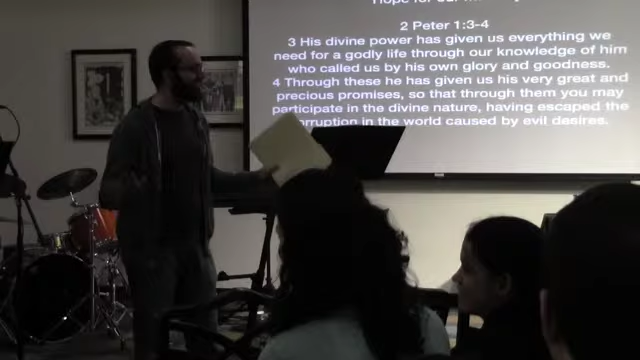 Hope for our
2 Peter 1:3-4
3 His divine power has given us everything we
need for a godly life through our knowledge of him
who called us by his own glory and goodness.
4 Through these he has given us his very great and
precious promises, so that through them you may
participate in the divine nature, having escaped the
corruption in the world caused by evil desires.